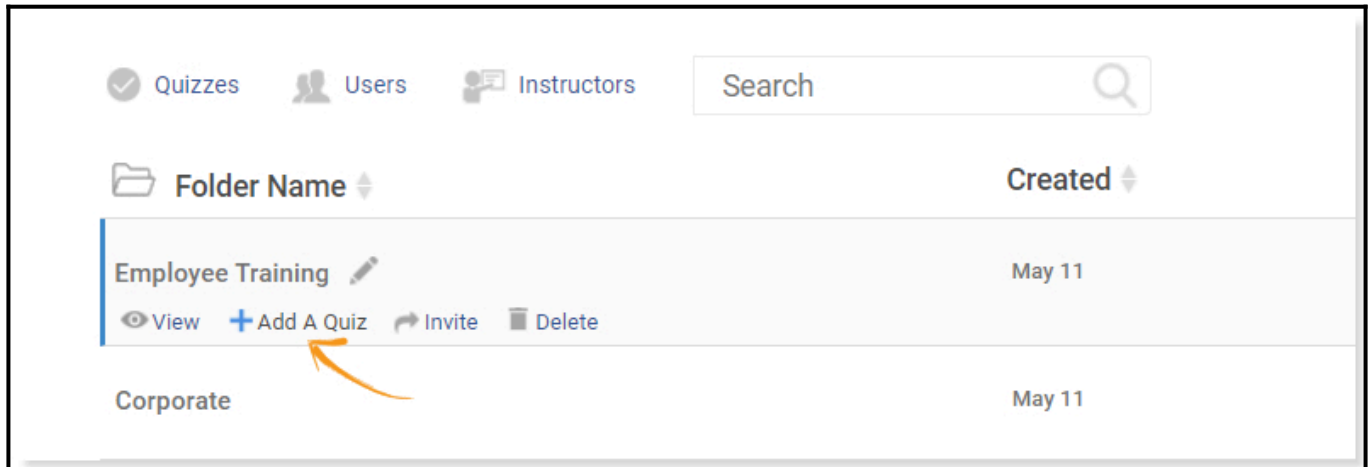 Quizzes Users Instructors Search
Folder Name Created
Employee Training May 11
View Add A Quiz Invite Delete
Corporate May 11